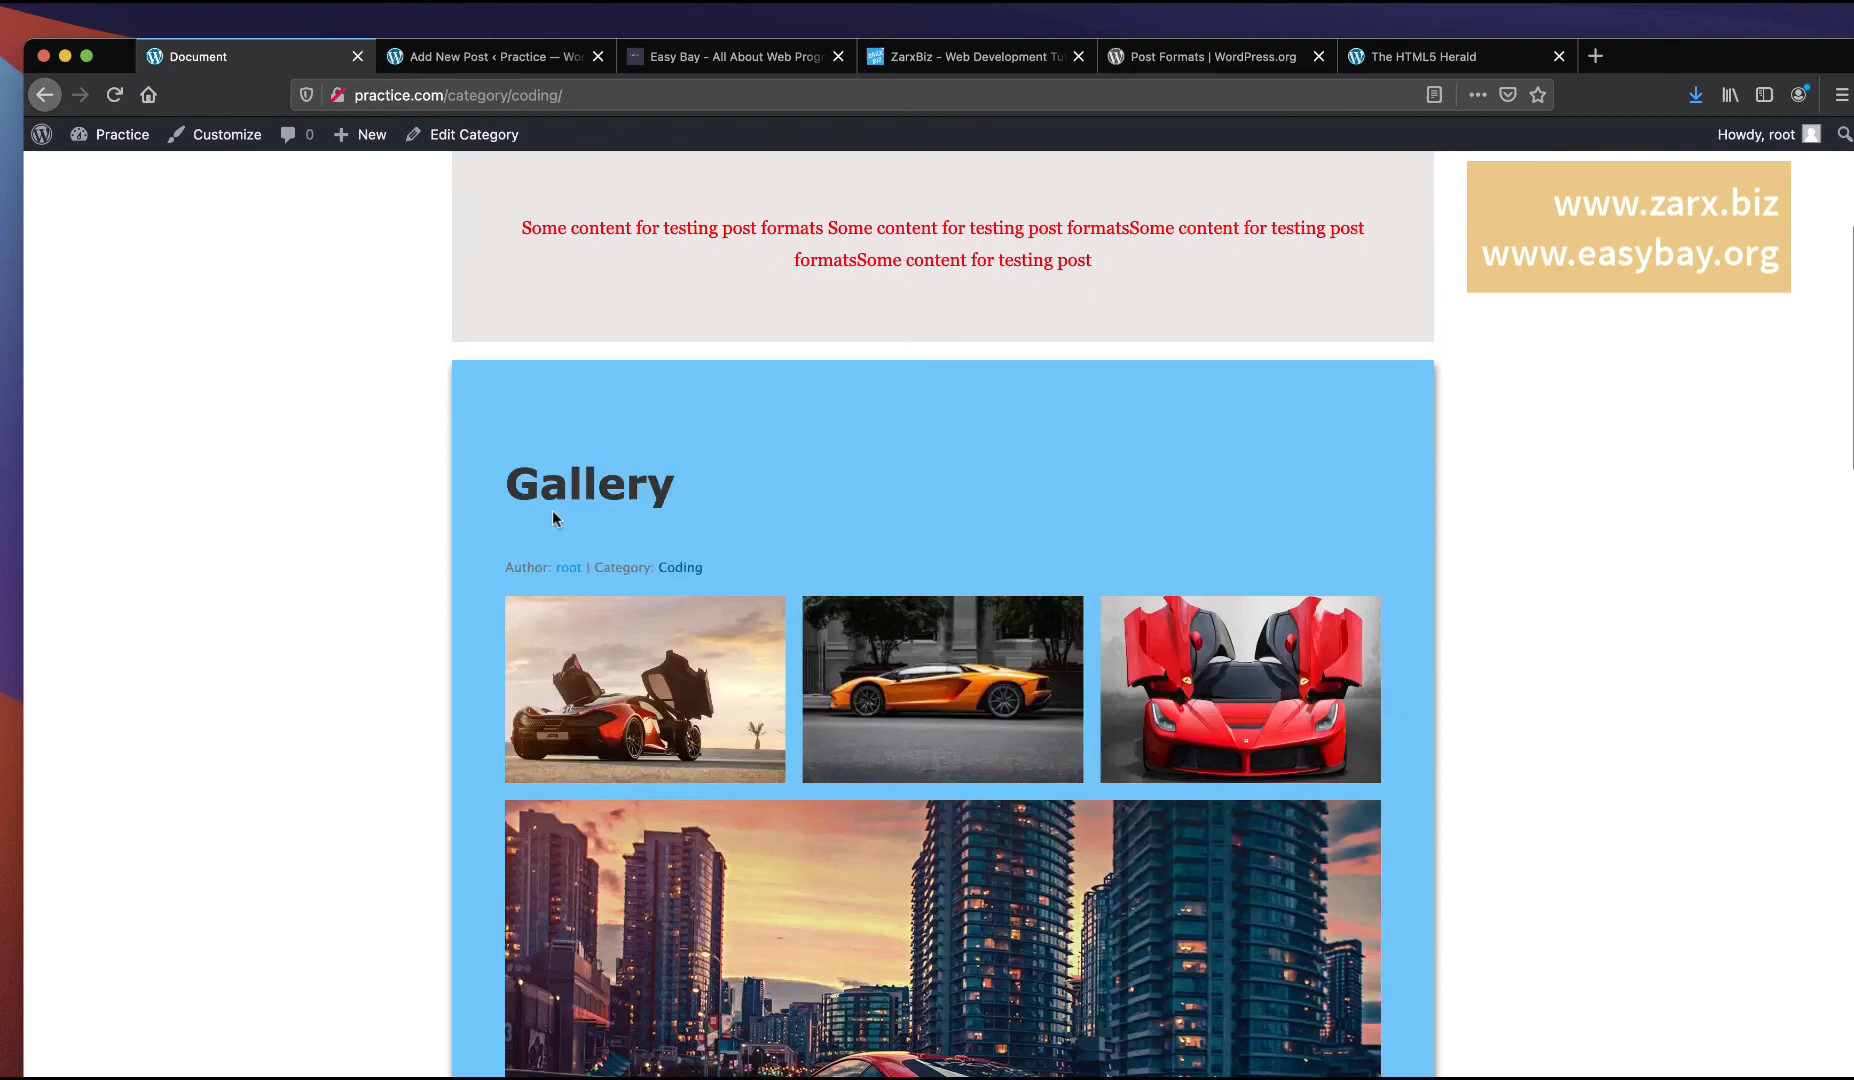 Document
Add New Post ‹ Practice — Wor
Easy Bay - All About Web Progr
ZarxBiz - Web Development Tut
Post Formats | WordPress.org
The HTML5 Herald
practice.com/category/coding/
Practice
Customize
0
New
Edit Category
Howdy, root
www.zarx.biz
www.easybay.org
Some content for testing post formats Some content for testing post formatsSome content for testing post
formatsSome content for testing post
Gallery
Author: root | Category: Coding